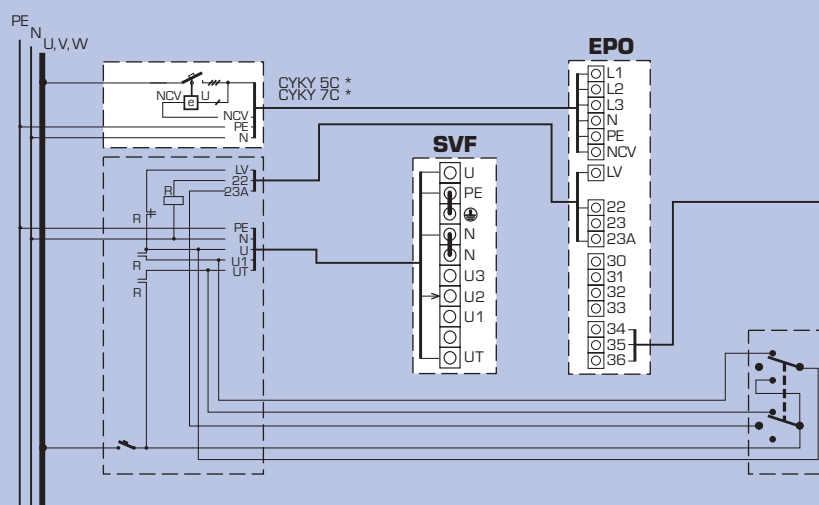 PE
N
U,V,W
NCV
U
e
NCV
PE
N
CYKY 5C *
CYKY 7C *
LV
22
23A
R
R
PE
N
U
U1
UT
R
R
SVF
U
PE
N
N
U3
U2
U1
UT
EPO
L1
L2
L3
N
PE
NCV
LV
22
23
23A
30
31
32
33
34
35
36